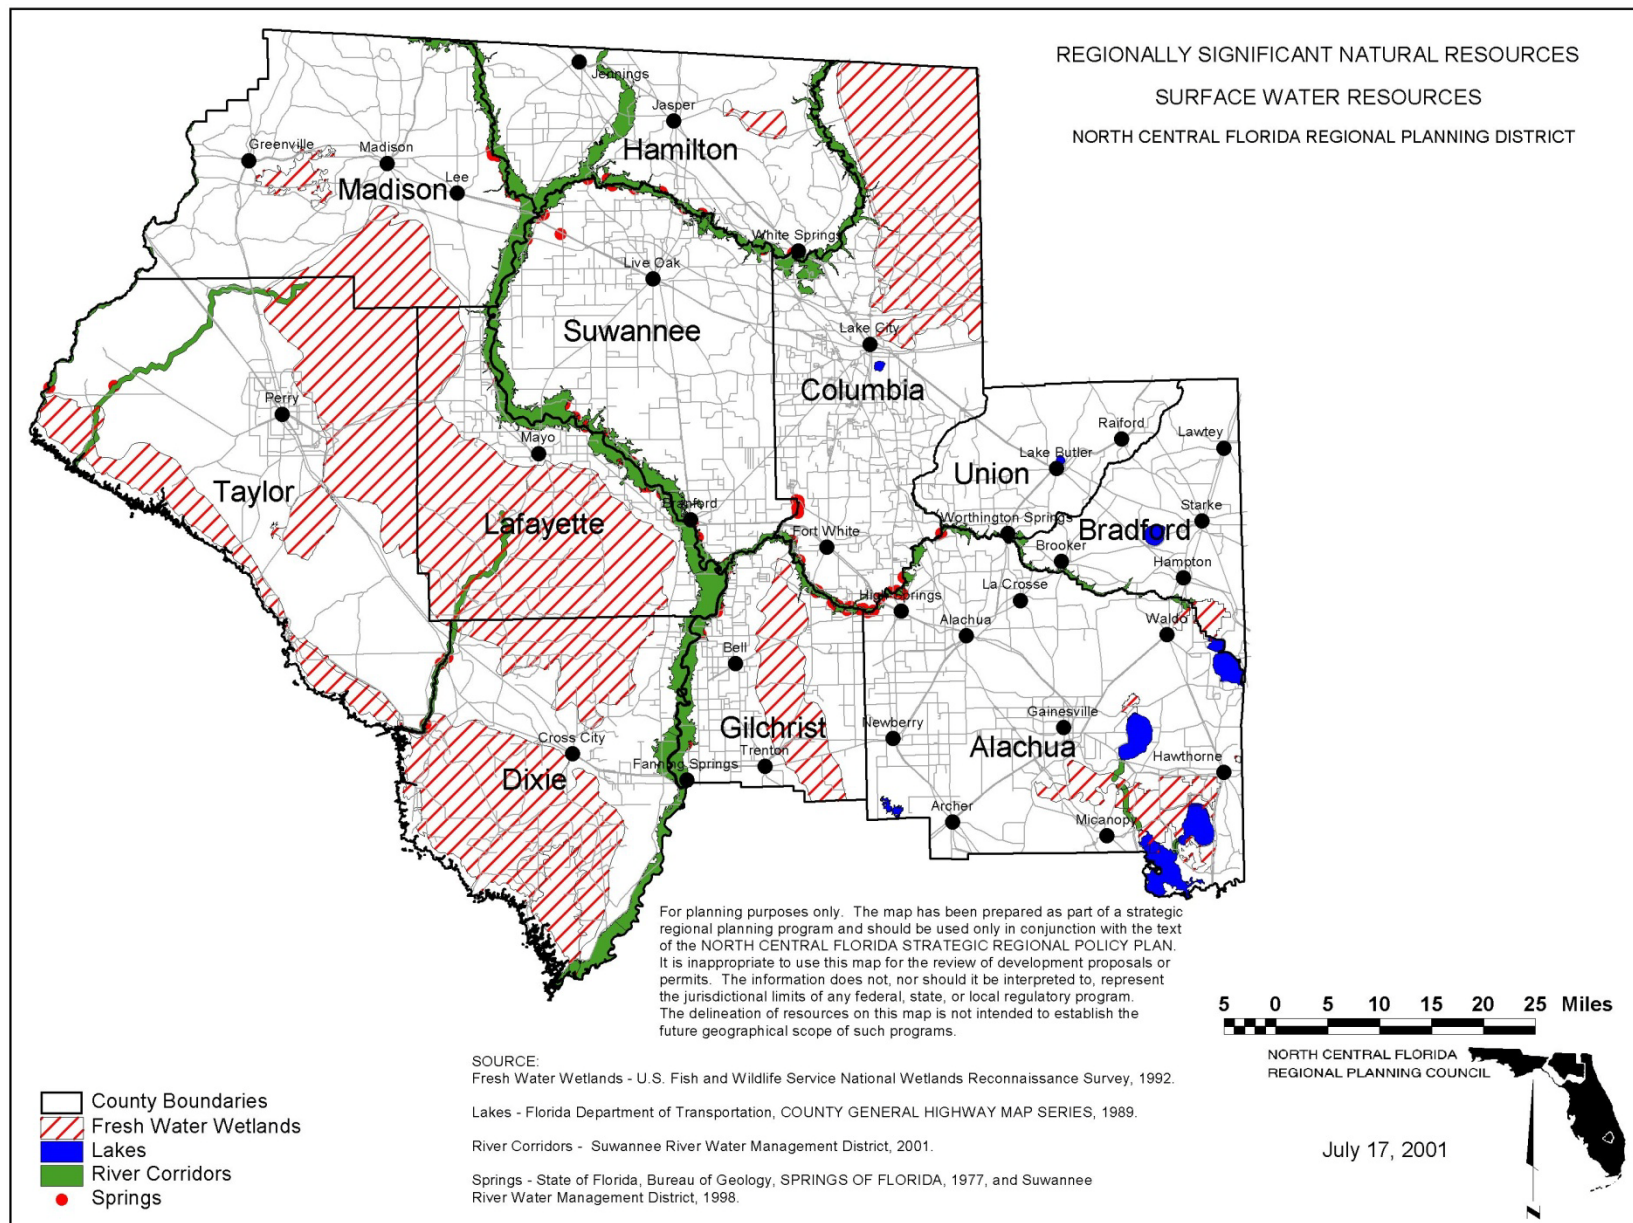 REGIONALLY SIGNIFICANT NATURAL RESOURCES
SURFACE WATER RESOURCES
NORTH CENTRAL FLORIDA REGIONAL PLANNING DISTRICT
Jennings
Jasper
Hamilton
Greenville
Madison
Lee
Madison
White Springs
Live Oak
Suwannee
Lake City
Columbia
Perry
Mayo
Raiford
Lawtey
Lake Butler
Union
Taylor
Lafayette
Branford
Starke
Worthington Springs
Bradford
Fort White
Brooker
Hampton
La Crosse
High Springs
Alachua
Waldo
Bell
Gilchrist
Newberry
Gainesville
Alachua
Cross City
Trenton
Hawthorne
Fanning Springs
Dixie
Archer
Micanopy
For planning purposes only. The map has been prepared as part of a strategic
regional planning program and should be used only in conjunction with the text
of the NORTH CENTRAL FLORIDA STRATEGIC REGIONAL POLICY PLAN.
It is inappropriate to use this map for the review of development proposals or
permits. The information does not, nor should it be interpreted to, represent
the jurisdictional limits of any federal, state, or local regulatory program.
The delineation of resources on this map is not intended to establish the
future geographical scope of such programs.
5 0 5 10 15 20 25 Miles
NORTH CENTRAL FLORIDA
REGIONAL PLANNING COUNCIL
SOURCE:
Fresh Water Wetlands - U.S. Fish and Wildlife Service National Wetlands Reconnaissance Survey, 1992.
Lakes - Florida Department of Transportation, COUNTY GENERAL HIGHWAY MAP SERIES, 1989.
River Corridors - Suwannee River Water Management District, 2001.
Springs - State of Florida, Bureau of Geology, SPRINGS OF FLORIDA, 1977, and Suwannee
River Water Management District, 1998.
County Boundaries
Fresh Water Wetlands
Lakes
River Corridors
Springs
July 17, 2001
N